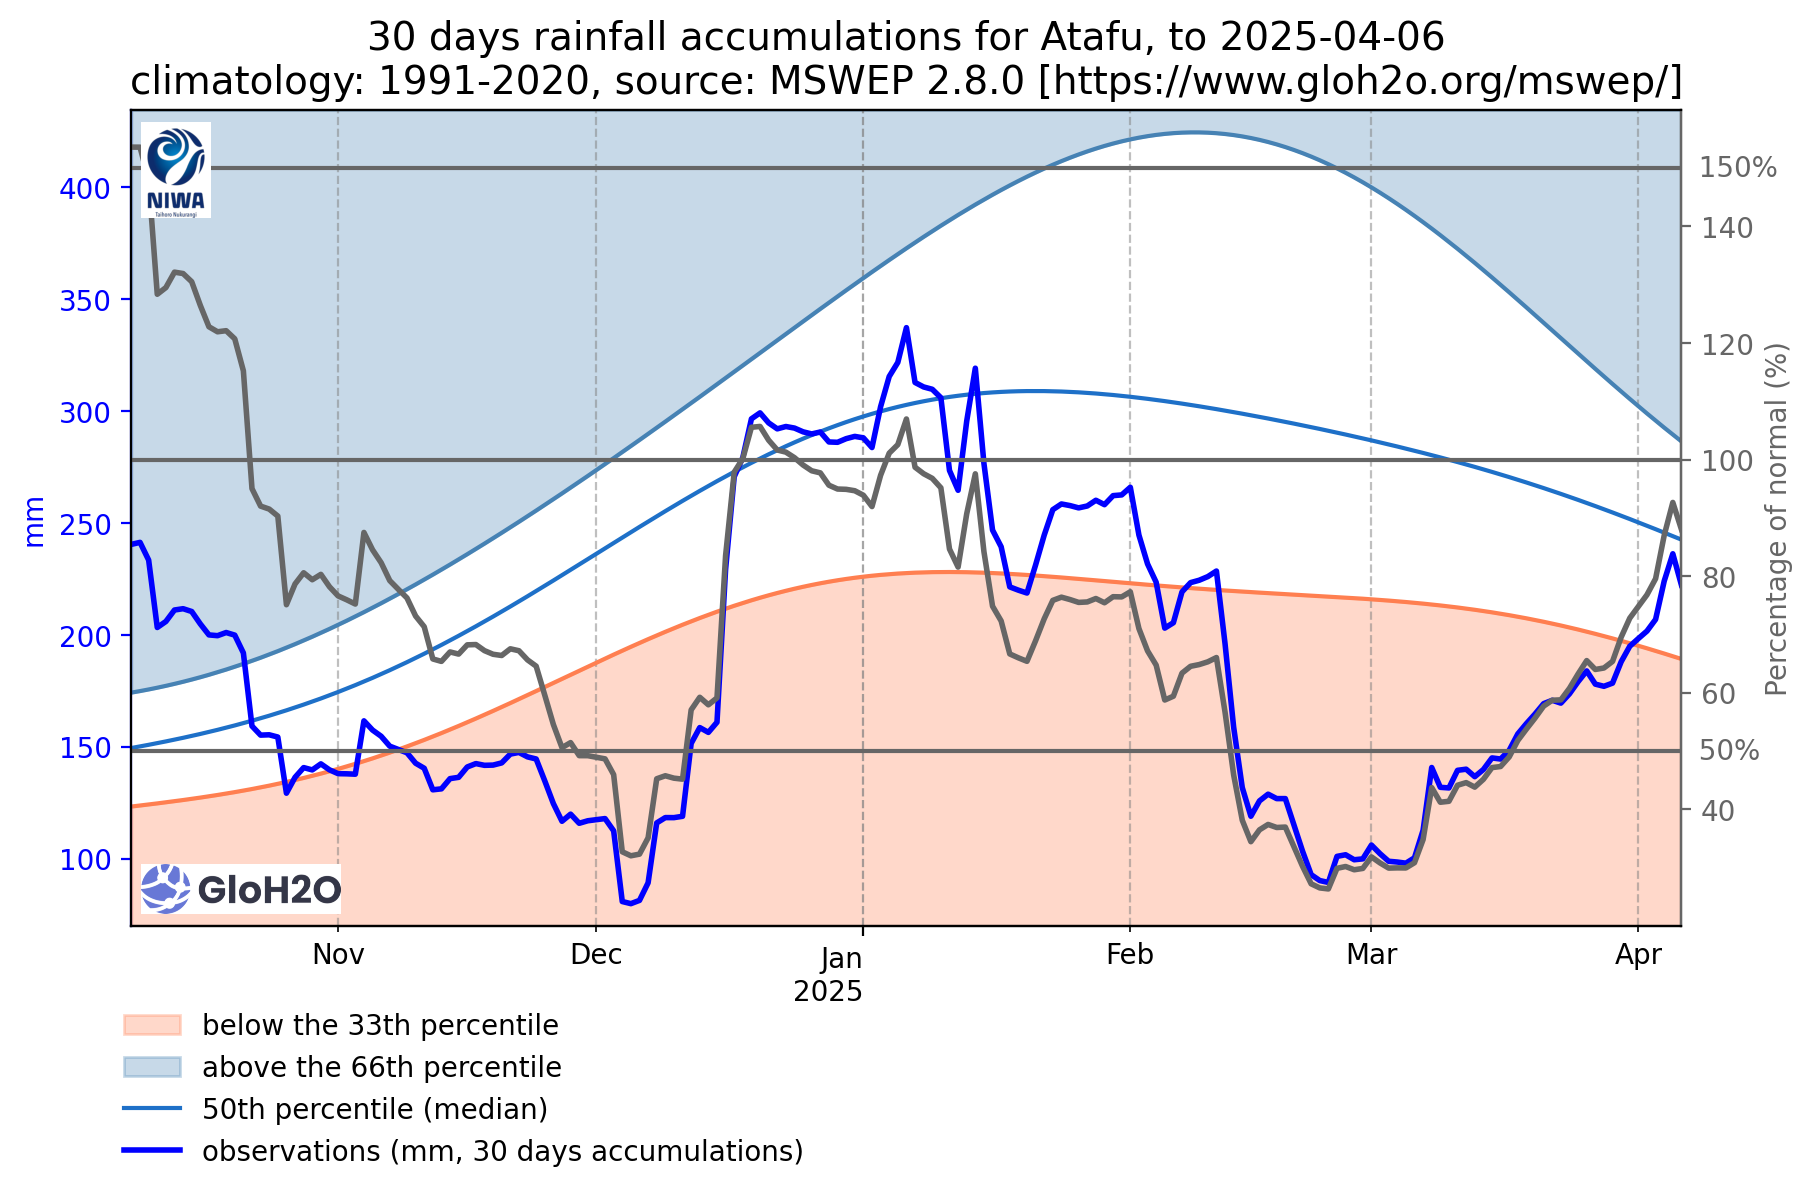 30 days rainfall accumulations for Atafu, to 2025-04-06
climatology: 1991-2020, source: MSWEP 2.8.0 [https://www.gloh2o.org/mswep/]
NIWA
Taihoro Nukurangi
400
350
300
250
200
150
100
mm
150%
140
120
100
80
60
50%
40
Percentage of normal (%)
GloH2O
Nov
Dec
Jan
2025
Feb
Mar
Apr
below the 33th percentile
above the 66th percentile
50th percentile (median)
observations (mm, 30 days accumulations)